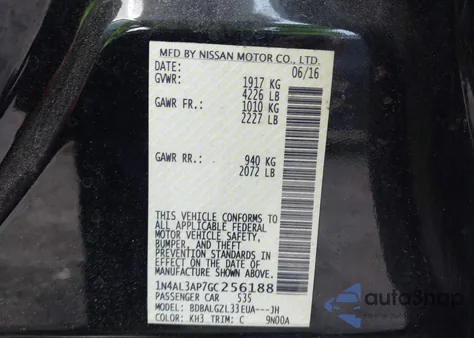 MFD BY NISSAN MOTOR CO., LTD.
DATE: 06/16
GVWR: 1917 KG
4226 LB
GAWR FR.: 1010 KG
2227 LB
GAWR RR.: 940 KG
2072 LB
THIS VEHICLE CONFORMS TO
ALL APPLICABLE FEDERAL
MOTOR VEHICLE SAFETY,
BUMPER, AND THEFT
PREVENTION STANDARDS IN
EFFECT ON THE DATE OF
MANUFACTURE SHOWN ABOVE.
1N4AL3AP7GC256188
PASSENGER CAR 535
MODEL: BDBALGZL33EUA---JH
COLOR: KH3 TRIM: C 9N00A
autosnap